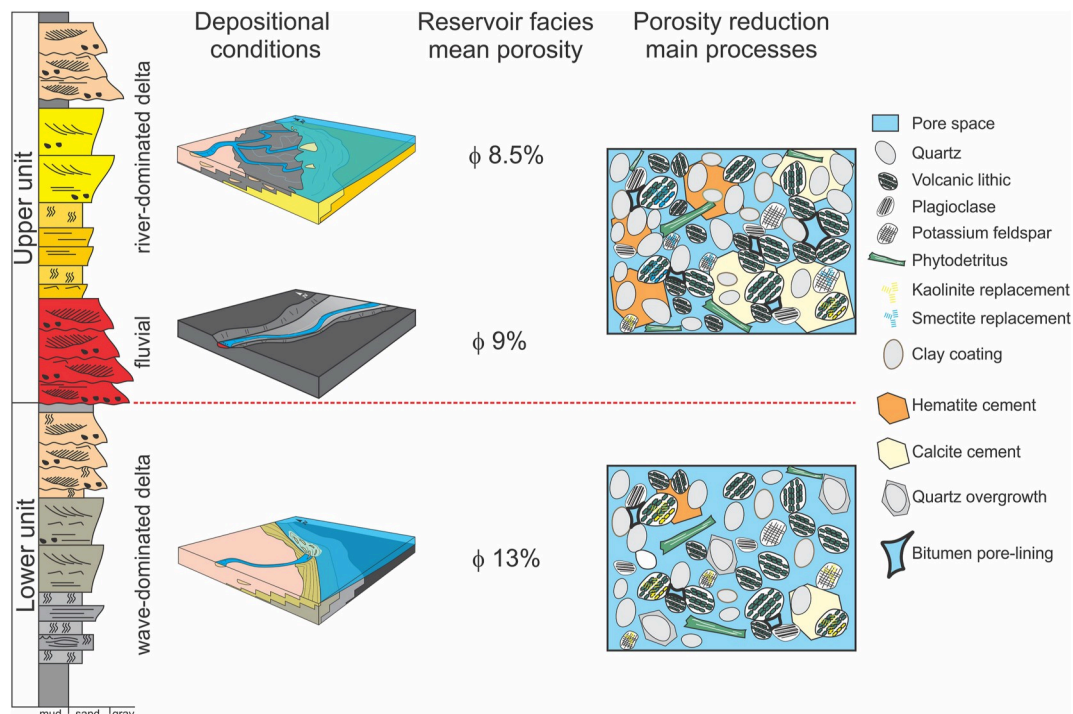 Depositional
conditions
Reservoir facies
mean porosity
Porosity reduction
main processes
Upper unit
river-dominated delta
ϕ 8.5%
fluvial
ϕ 9%
Lower unit
wave-dominated delta
ϕ 13%
Pore space
Quartz
Volcanic lithic
Plagioclase
Potassium feldspar
Phytodetritus
Kaolinite replacement
Smectite replacement
Clay coating
Hematite cement
Calcite cement
Quartz overgrowth
Bitumen pore-lining
mud sand grav